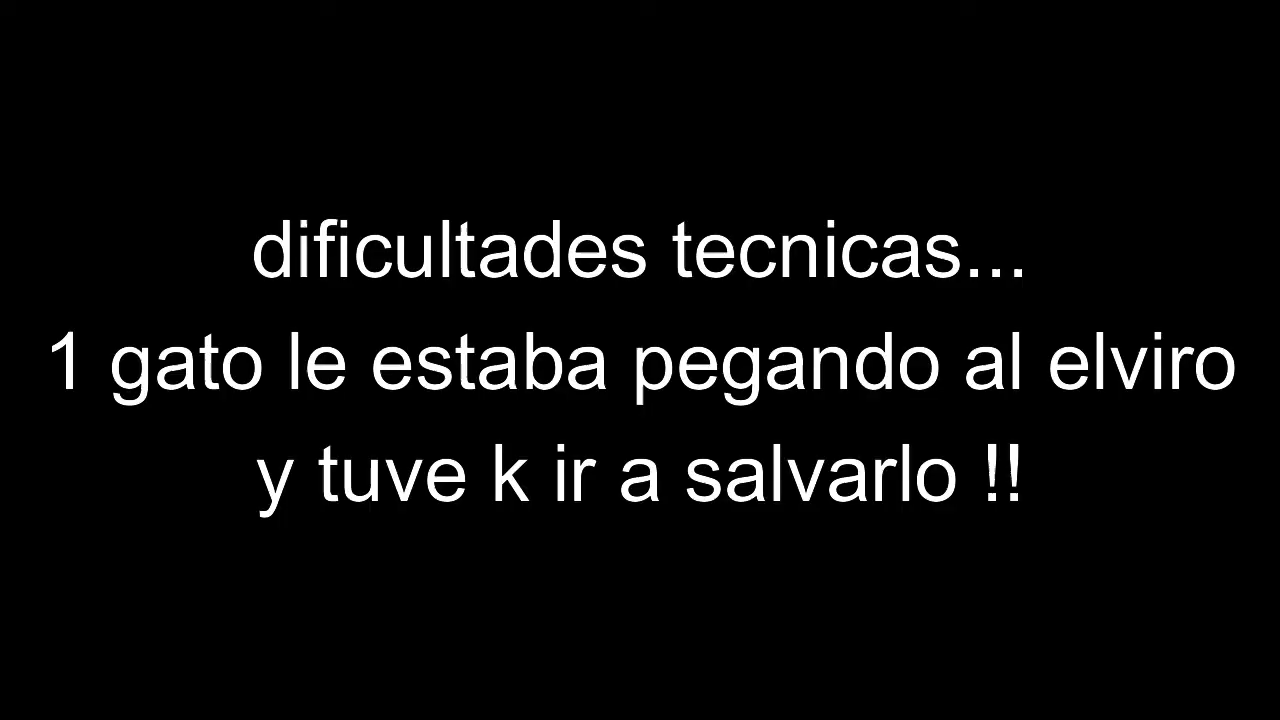 dificultades tecnicas...
1 gato le estaba pegando al elviro
y tuve k ir a salvarlo !!